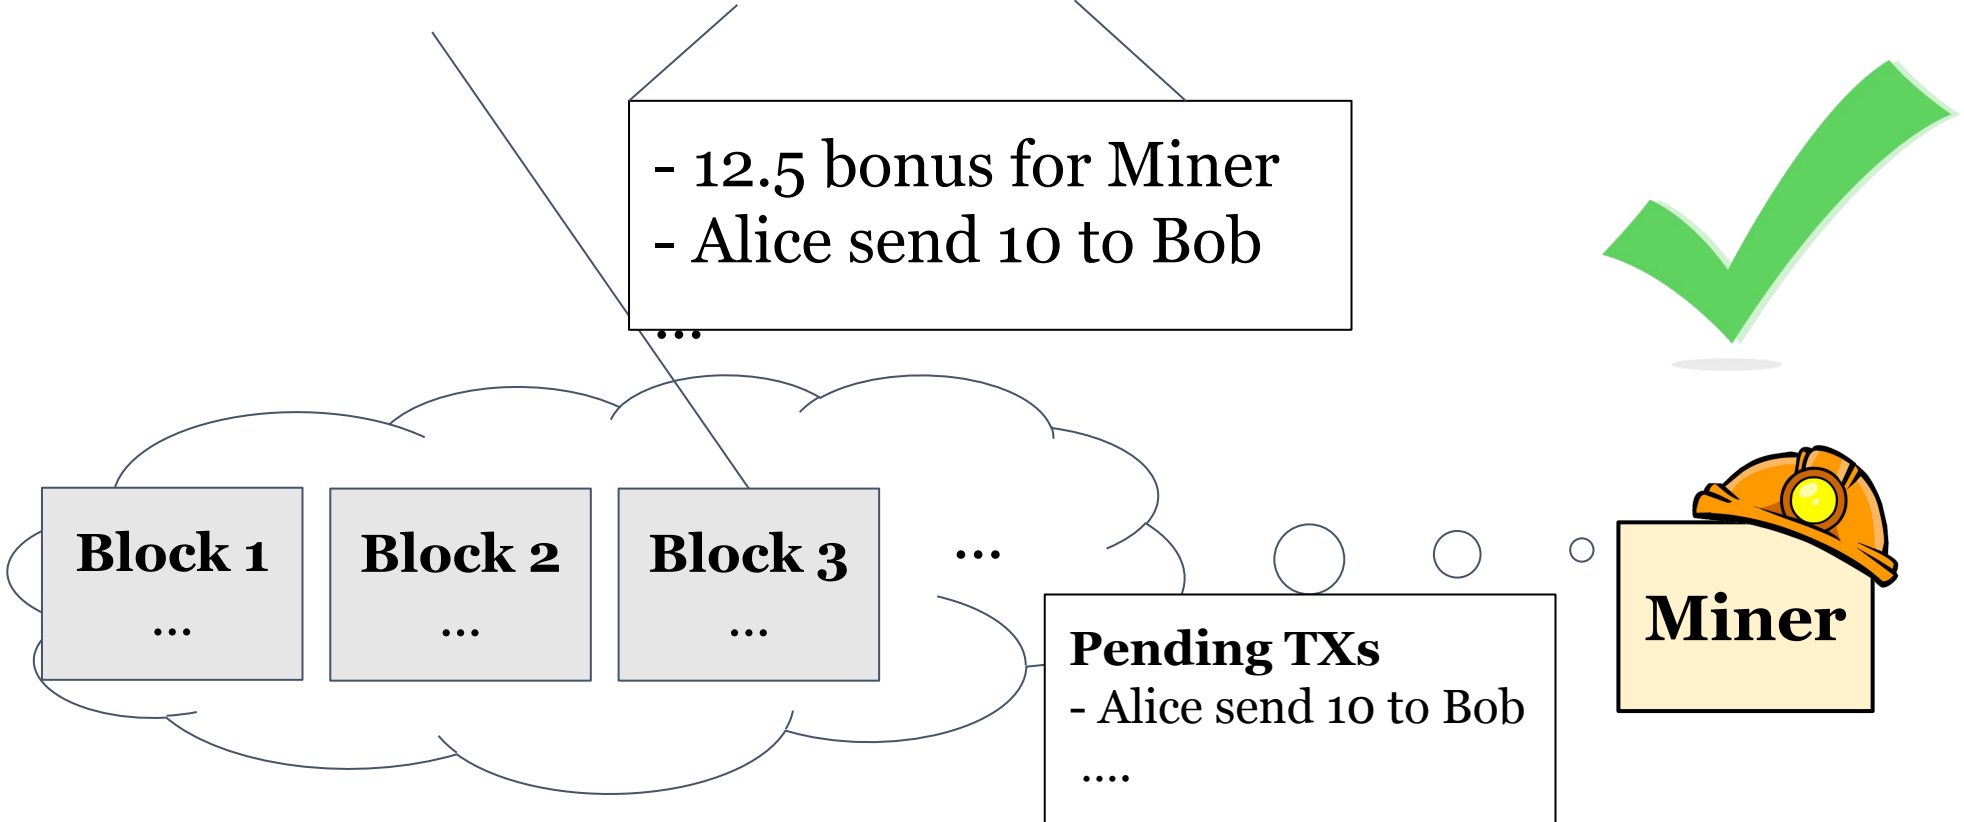 - 12.5 bonus for Miner
- Alice send 10 to Bob
...
Block 1
...
Block 2
...
Block 3
...
...
Pending TXs
- Alice send 10 to Bob
....
Miner